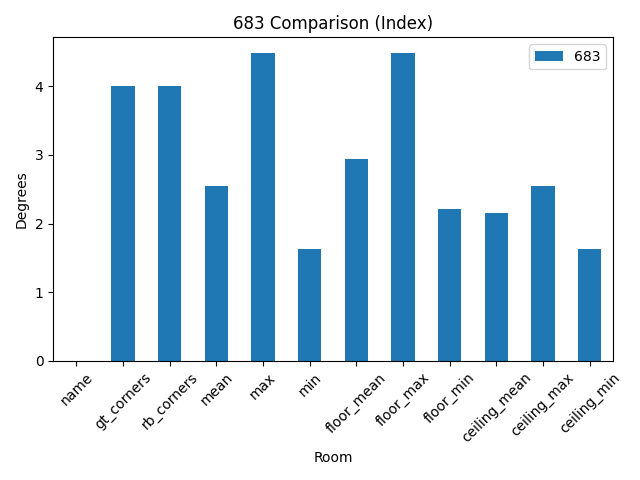 683 Comparison (Index)
683
Degrees
4
3
2
1
0
name
gt_corners
rb_corners
mean
max
min
floor_mean
floor_max
floor_min
ceiling_mean
ceiling_max
ceiling_min
Room